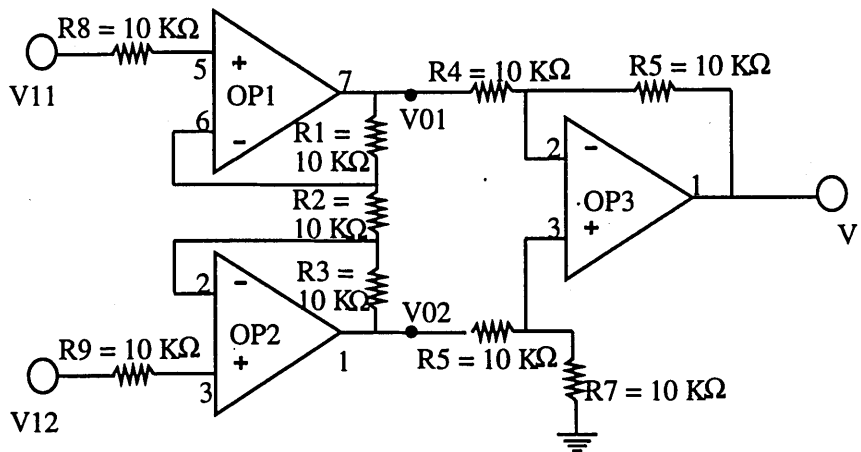 R8 = 10 KΩ
V11
5
+
OP1
7
6
-
V01
R4 = 10 KΩ
R5 = 10 KΩ
R1 =
10 KΩ
R2 =
10 KΩ
R3 =
10 KΩ
2
-
OP3
1
3
+
V
2
-
OP2
+
1
3
V02
R9 = 10 KΩ
V12
R5 = 10 KΩ
R7 = 10 KΩ